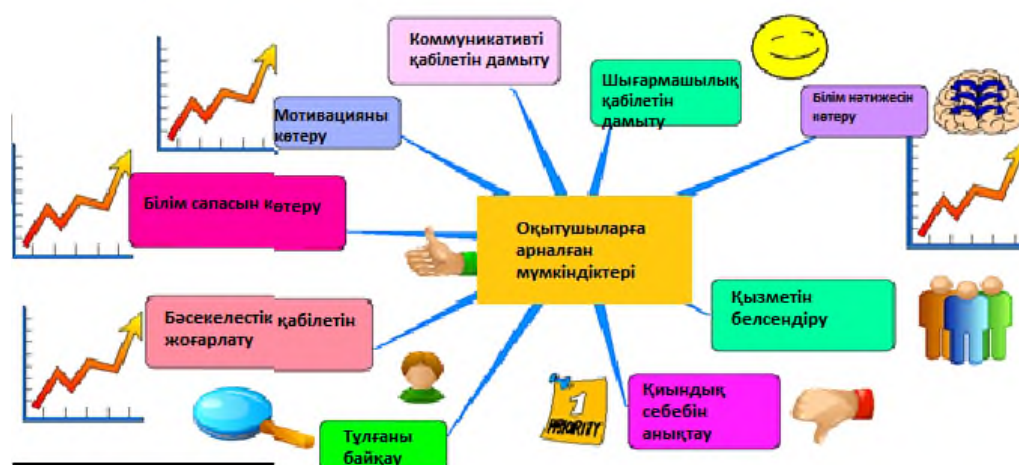 Коммуникативті
қабілетін дамыту
Шығармашылық
қабілетін
дамыту
Білім нәтижесін
көтеру
Мотивацияны
көтеру
Білім сапасын көтеру
Оқытушыларға
арналған
мүмкіндіктері
Қызметін
белсендіру
Бәсекелестік қабілетін
жоғарлату
Қиындық
себебін
анықтау
1
PRIORITY
Тұлғаны
байқау